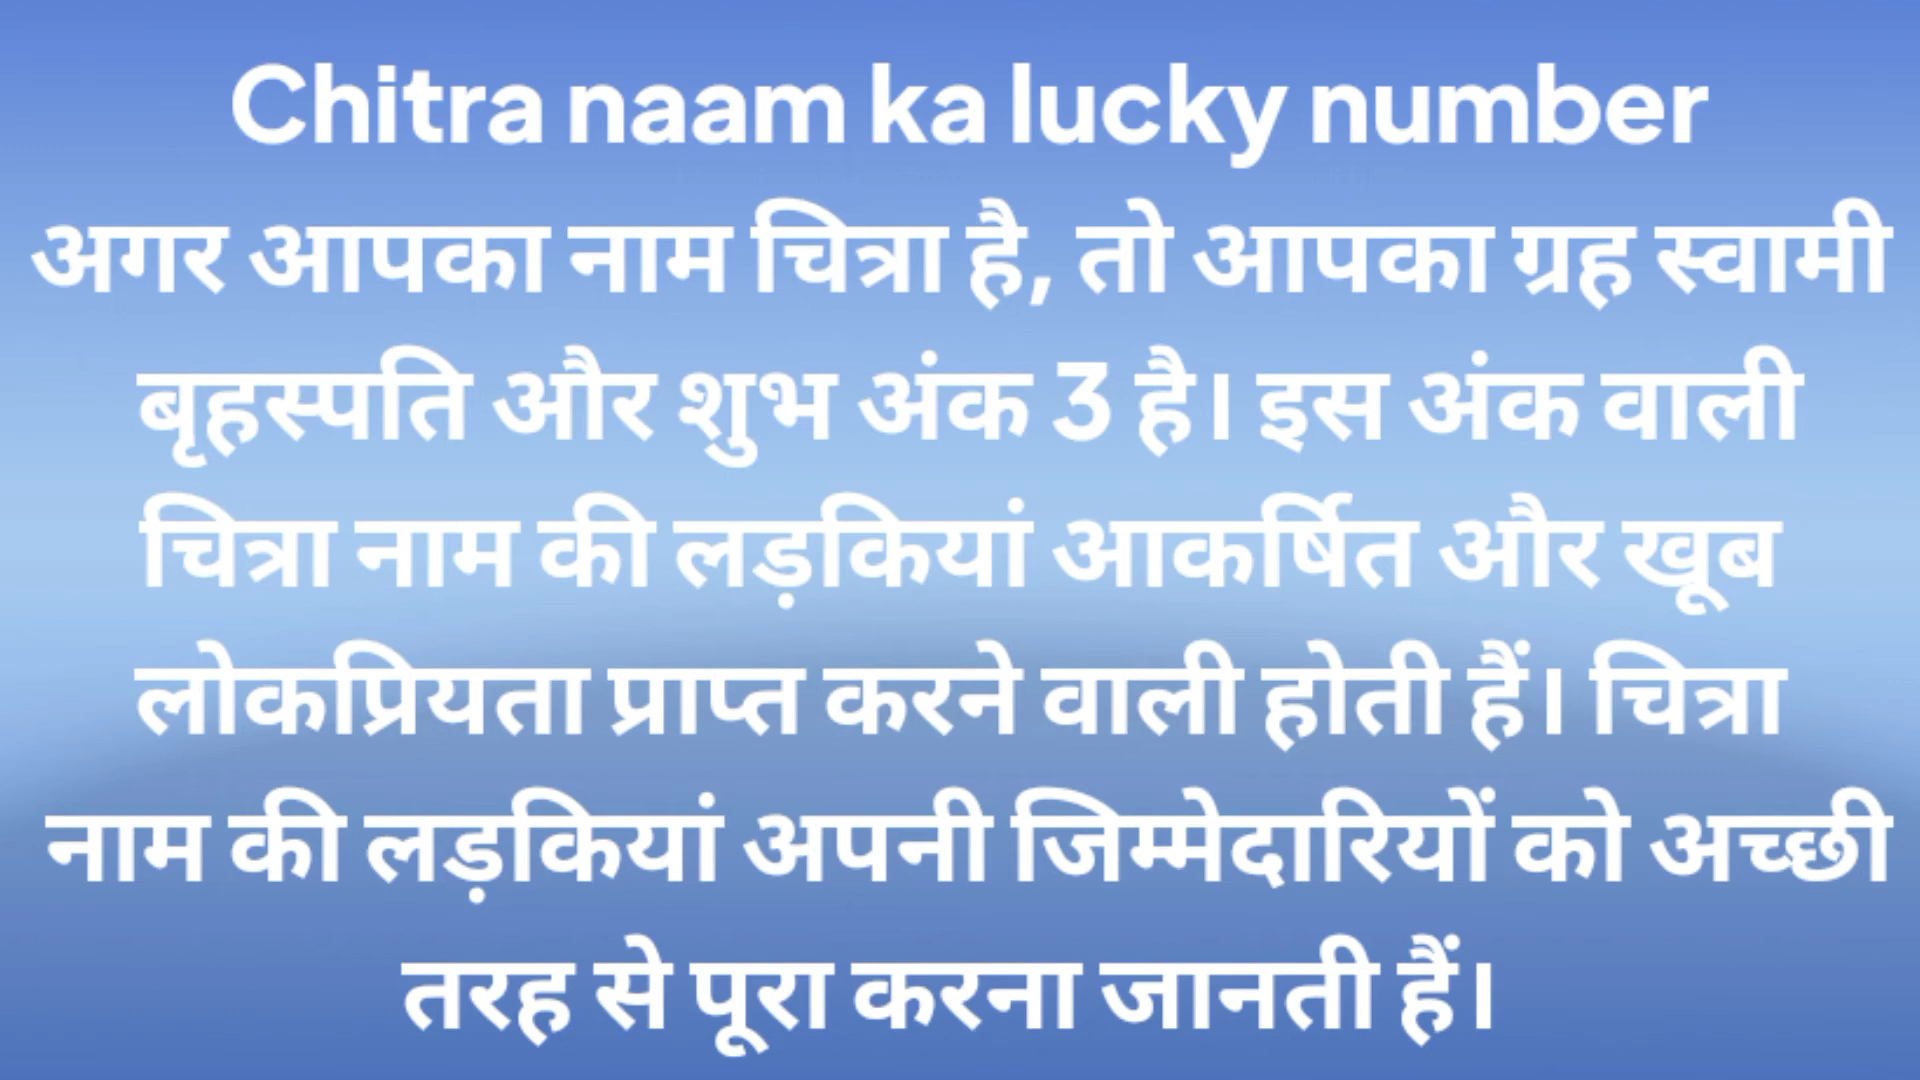 Chitra naam ka lucky number
अगर आपका नाम चित्रा है, तो आपका ग्रह स्वामी
बृहस्पति और शुभ अंक 3 है। इस अंक वाली
चित्रा नाम की लड़कियां आकर्षित और खूब
लोकप्रियता प्राप्त करने वाली होती हैं। चित्रा
नाम की लड़कियां अपनी जिम्मेदारियों को अच्छी
तरह से पूरा करना जानती हैं।